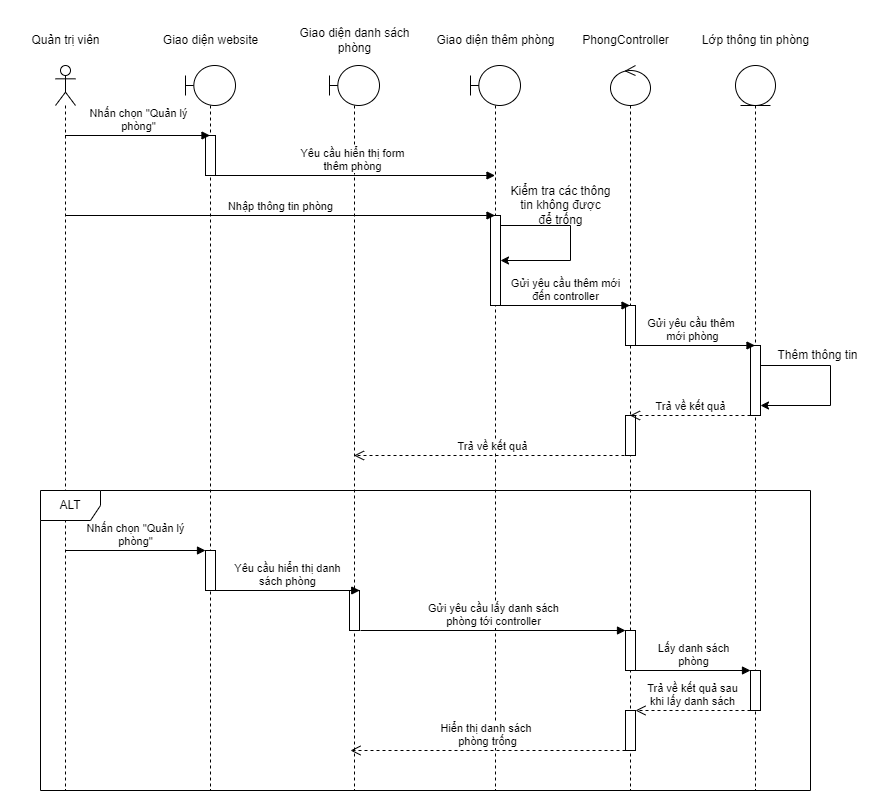 Quản trị viên
Giao diện website
Giao diện danh sách
phòng
Giao diện thêm phòng
PhongController
Lớp thông tin phòng
Nhấn chọn "Quản lý
phòng"
Yêu cầu hiển thị form
thêm phòng
Kiểm tra các thông
tin không được
để trống
Nhập thông tin phòng
Gửi yêu cầu thêm mới
đến controller
Gửi yêu cầu thêm
mới phòng
Thêm thông tin
Trả về kết quả
Trả về kết quả
ALT
Nhấn chọn "Quản lý
phòng"
Yêu cầu hiển thị danh
sách phòng
Gửi yêu cầu lấy danh sách
phòng tới controller
Lấy danh sách
phòng
Trả về kết quả sau
khi lấy danh sách
Hiển thị danh sách
phòng trống